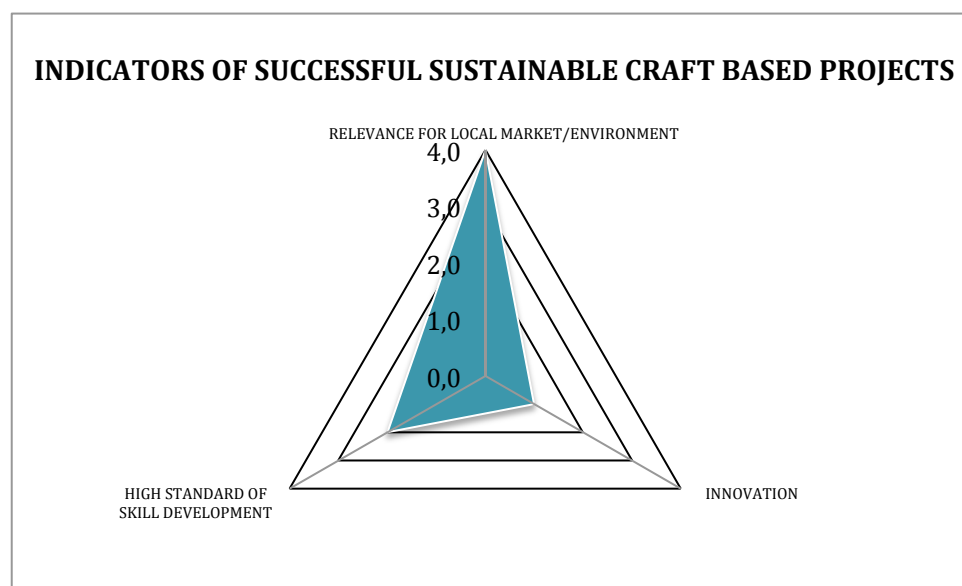 INDICATORS OF SUCCESSFUL SUSTAINABLE CRAFT BASED PROJECTS
RELEVANCE FOR LOCAL MARKET/ENVIRONMENT
4,0
3,0
2,0
1,0
0,0
HIGH STANDARD OF
SKILL DEVELOPMENT
INNOVATION